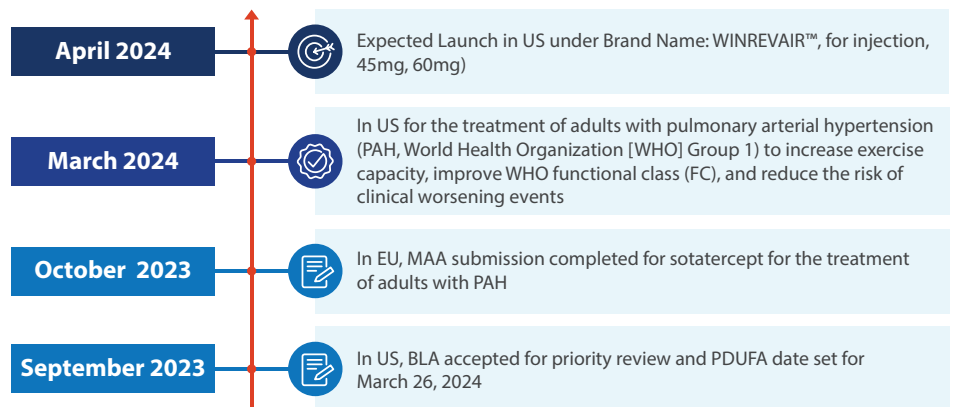 April 2024
Expected Launch in US under Brand Name: WINREVAIR™, for injection,
45mg, 60mg)
March 2024
In US for the treatment of adults with pulmonary arterial hypertension
(PAH, World Health Organization [WHO] Group 1) to increase exercise
capacity, improve WHO functional class (FC), and reduce the risk of
clinical worsening events
October 2023
In EU, MAA submission completed for sotatercept for the treatment
of adults with PAH
September 2023
In US, BLA accepted for priority review and PDUFA date set for
March 26, 2024